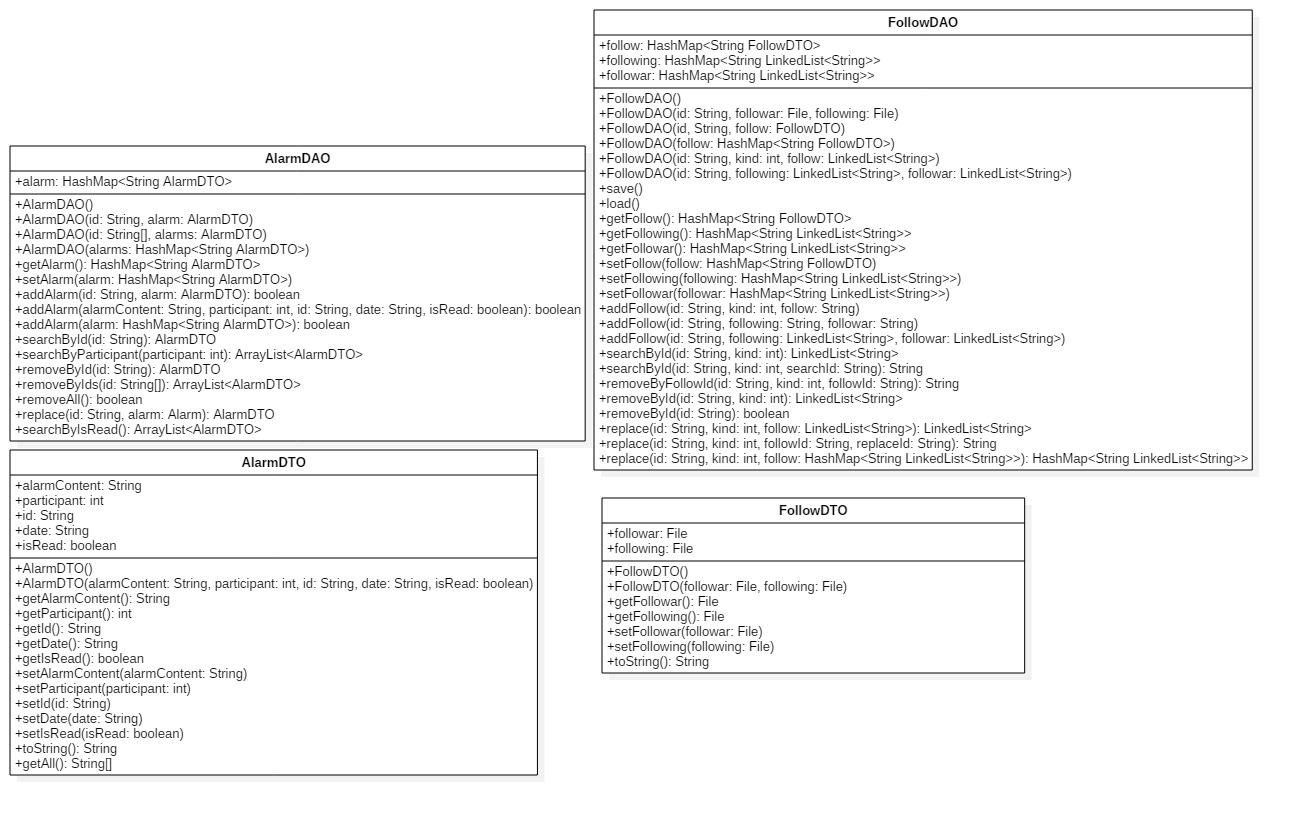 AlarmDAO
+alarm: HashMap<String AlarmDTO>
+AlarmDAO()
+AlarmDAO(id: String, alarm: AlarmDTO)
+AlarmDAO(id: String[], alarms: AlarmDTO)
+AlarmDAO(alarms: HashMap<String AlarmDTO>)
+getAlarm(): HashMap<String AlarmDTO>
+setAlarm(alarm: HashMap<String AlarmDTO>)
+addAlarm(id: String, alarm: AlarmDTO): boolean
+addAlarm(alarmContent: String, participant: int, id: String, date: String, isRead: boolean): boolean
+addAlarm(alarm: HashMap<String AlarmDTO>): boolean
+searchById(id: String): AlarmDTO
+searchByParticipant(participant: int): ArrayList<AlarmDTO>
+removeById(id: String): AlarmDTO
+removeByIds(id: String[]): ArrayList<AlarmDTO>
+removeAll(): boolean
+replace(id: String, alarm: Alarm): AlarmDTO
+searchByIsRead(): ArrayList<AlarmDTO>
AlarmDTO
+alarmContent: String
+participant: int
+id: String
+date: String
+isRead: boolean
+AlarmDTO()
+AlarmDTO(alarmContent: String, participant: int, id: String, date: String, isRead: boolean)
+getAlarmContent(): String
+getParticipant(): int
+getId(): String
+getDate(): String
+getIsRead(): boolean
+setAlarmContent(alarmContent: String)
+setParticipant(participant: int)
+setId(id: String)
+setDate(date: String)
+setIsRead(isRead: boolean)
+toString(): String
+getAll(): String[]
FollowDAO
+follow: HashMap<String FollowDTO>
+following: HashMap<String LinkedList<String>>
+followar: HashMap<String LinkedList<String>>
+FollowDAO()
+FollowDAO(id: String, followar: File, following: File)
+FollowDAO(id, String, follow: FollowDTO)
+FollowDAO(follow: HashMap<String FollowDTO>)
+FollowDAO(id: String, kind: int, follow: LinkedList<String>)
+FollowDAO(id: String, following: LinkedList<String>, followar: LinkedList<String>)
+save()
+load()
+getFollow(): HashMap<String FollowDTO>
+getFollowing(): HashMap<String LinkedList<String>>
+getFollowar(): HashMap<String LinkedList<String>>
+setFollow(follow: HashMap<String FollowDTO)
+setFollowing(following: HashMap<String LinkedList<String>>)
+setFollowar(followar: HashMap<String LinkedList<String>>)
+addFollow(id: String, kind: int, follow: String)
+addFollow(id: String, following: String, followar: String)
+addFollow(id: String, following: LinkedList<String>, followar: LinkedList<String>)
+searchById(id: String, kind: int): LinkedList<String>
+searchById(id: String, kind: int, searchId: String): String
+removeByFollowId(id: String, kind: int, followId: String): String
+removeById(id: String, kind: int): LinkedList<String>
+removeById(id: String): boolean
+replace(id: String, kind: int, follow: LinkedList<String>): LinkedList<String>
+replace(id: String, kind: int, followId: String, replaceId: String): String
+replace(id: String, kind: int, follow: HashMap<String LinkedList<String>>): HashMap<String LinkedList<String>>
FollowDTO
+followar: File
+following: File
+FollowDTO()
+FollowDTO(followar: File, following: File)
+getFollowar(): File
+getFollowing(): File
+setFollowar(followar: File)
+setFollowing(following: File)
+toString(): String